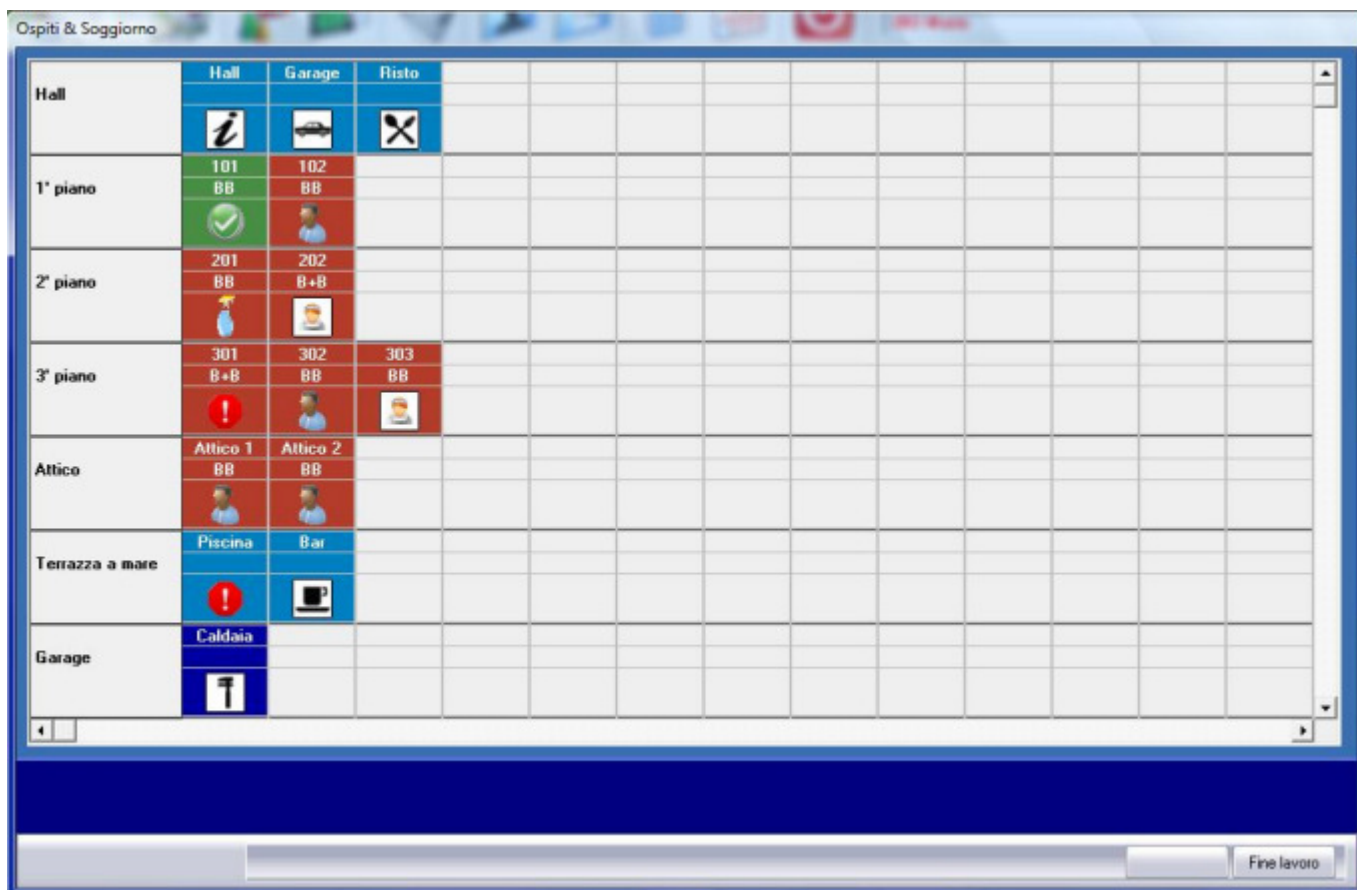 Ospiti & Soggiorno
Hall Garage Risto
Hall
101 102
1° piano BB BB
201 202
2° piano BB B+B
301 302 303
3° piano B+B BB BB
Attico 1 Attico 2
Attico BB BB
Piscina Bar
Terrazza a mare
Caldaia
Garage
Fine lavoro